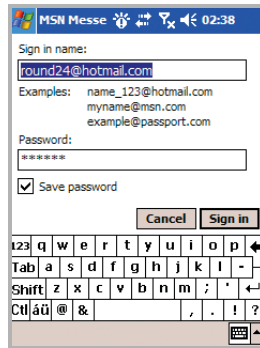 MSN Messe 02:38
Sign in name:
round24@hotmail.com
Examples: name_123@hotmail.com
myname@msn.com
example@passport.com
Password:
******
Save password
Cancel Sign in
123 q w e r t y u i o p
Tab a s d f g h j k l -
Shift z x c v b n m ; '
Ctl áü @ & , . ! ?